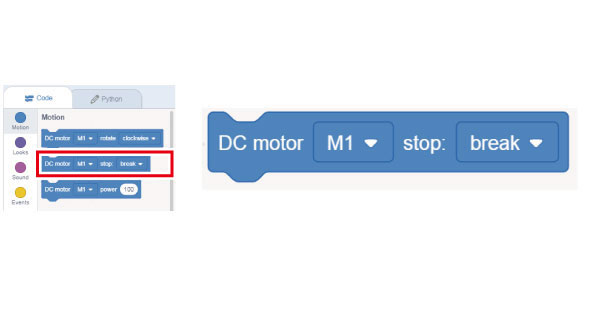 Code
Python
Motion
Motion
DC motor M1 rotate clockwise
Looks
DC motor M1 stop: break
Sound
DC motor M1 power 100
Events
DC motor M1 stop: break